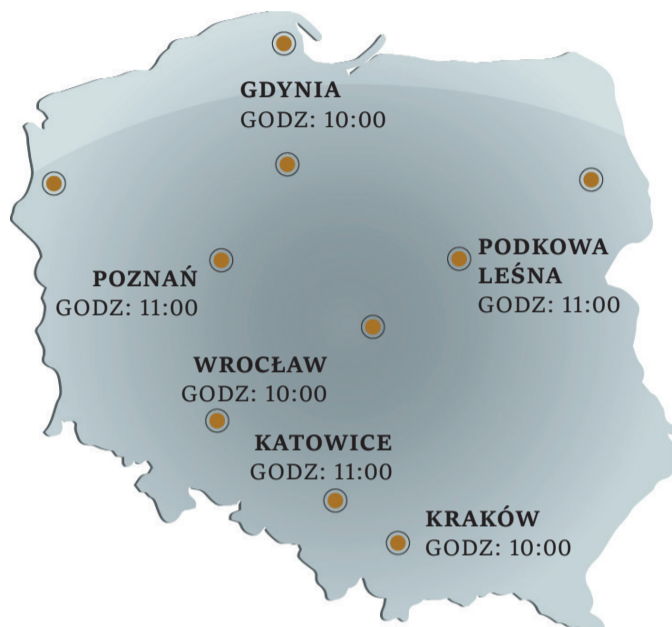 GDYNIA
GODZ: 10:00
POZNAŃ
GODZ: 11:00
PODKOWA
LEŚNA
GODZ: 11:00
WROCŁAW
GODZ: 10:00
KATOWICE
GODZ: 11:00
KRAKÓW
GODZ: 10:00